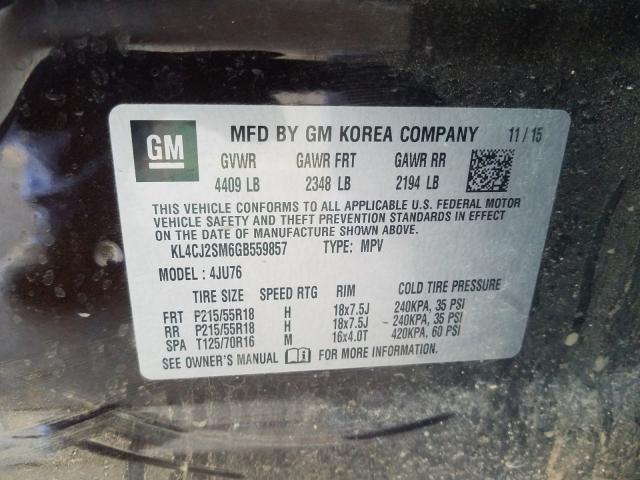 GM
MFD BY GM KOREA COMPANY 11/15
GVWR GAWR FRT GAWR RR
4409 LB 2348 LB 2194 LB
THIS VEHICLE CONFORMS TO ALL APPLICABLE U.S. FEDERAL MOTOR
VEHICLE SAFETY AND THEFT PREVENTION STANDARDS IN EFFECT
ON THE DATE OF MANUFACTURE SHOWN ABOVE.
KL4CJ2SM6GB559857 TYPE: MPV
MODEL: 4JU76
TIRE SIZE SPEED RTG RIM COLD TIRE PRESSURE
FRT P215/55R18 H 18x7.5J 240KPA, 35 PSI
RR P215/55R18 H 18x7.5J 240KPA, 35 PSI
SPA T125/70R16 M 16x4.0T 420KPA, 60 PSI
SEE OWNER'S MANUAL FOR MORE INFORMATION.